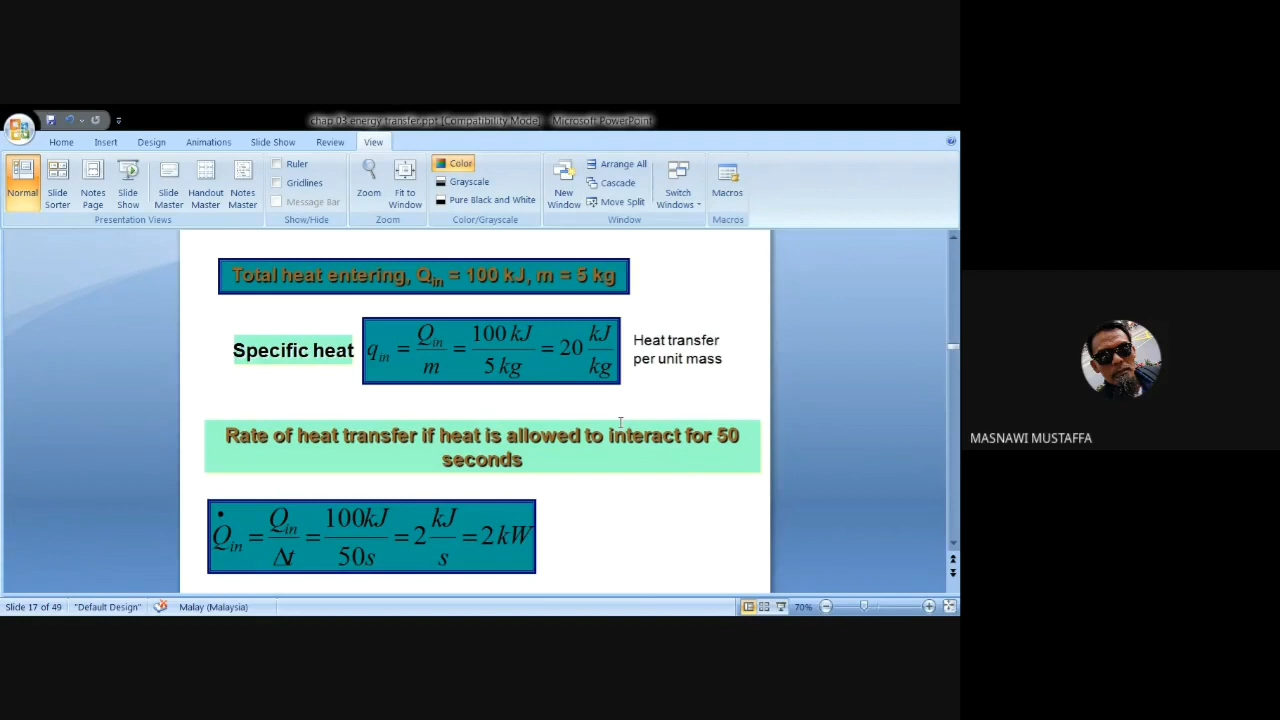 chap 03.energy transfer.ppt [Compatibility Mode] - Microsoft PowerPoint
Home Insert Design Animations Slide Show Review View
Normal Slide Sorter Notes Page Slide Show Slide Master Handout Master Notes Master
Presentation Views
Ruler
Gridlines
Message Bar
Show/Hide
Zoom Fit to Window
Zoom
Color
Grayscale
Pure Black and White
Color/Grayscale
New Window
Arrange All
Cascade
Move Split
Switch Windows
Window
Macros
Macros
Total heat entering, Qin = 100 kJ, m = 5 kg
Specific heat
qin = Qin / m = 100 kJ / 5 kg = 20 kJ / kg
Heat transfer
per unit mass
Rate of heat transfer if heat is allowed to interact for 50
seconds
Q̇in = Qin / Δt = 100kJ / 50s = 2 kJ / s = 2 kW
Slide 17 of 49 "Default Design" Malay (Malaysia) 70%
MASNAWI MUSTAFFA